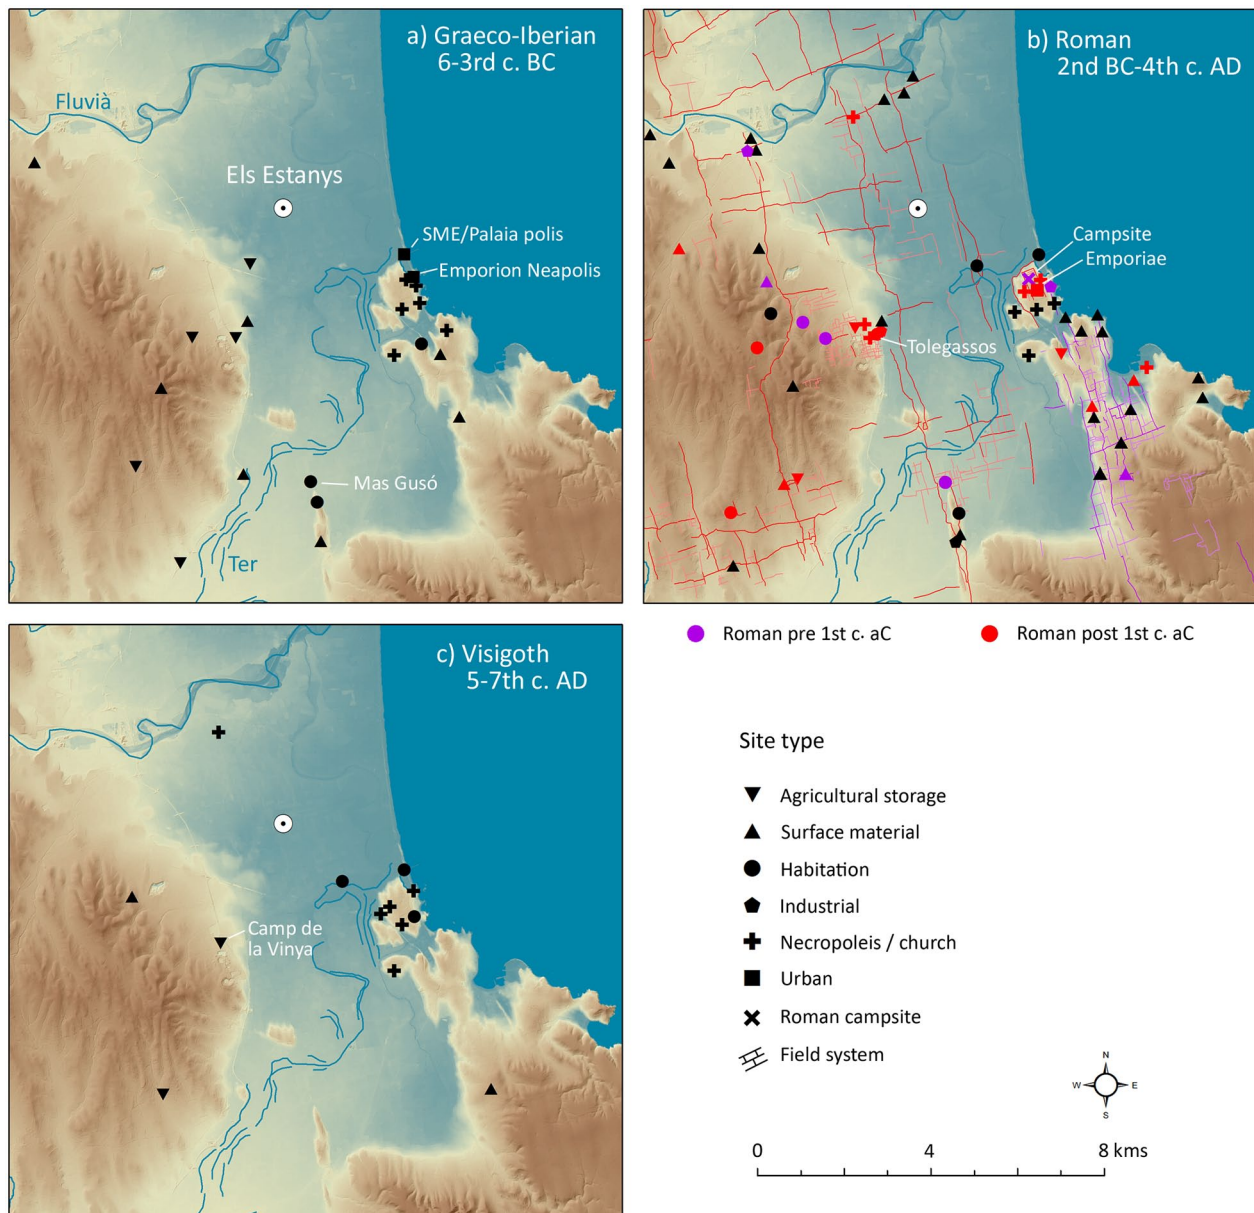 a) Graeco-Iberian
6-3rd c. BC
Fluvià
Els Estanys
SME/Palaia polis
Emporion Neapolis
Mas Gusó
Ter
b) Roman
2nd BC-4th c. AD
Campsite
Emporiae
Tolegassos
Roman pre 1st c. aC
Roman post 1st c. aC
c) Visigoth
5-7th c. AD
Camp de
la Vinya
Site type
Agricultural storage
Surface material
Habitation
Industrial
Necropoleis / church
Urban
Roman campsite
Field system
N
W E
S
0 4 8 kms